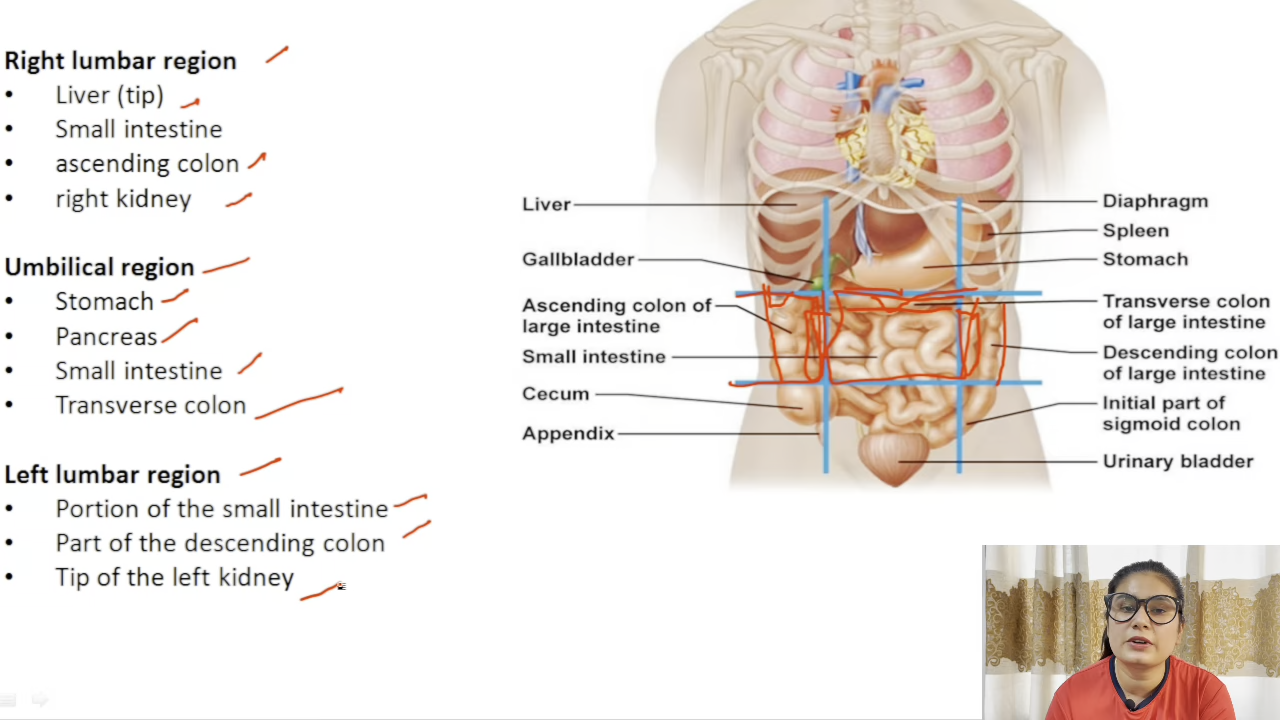 Right lumbar region
• Liver (tip)
• Small intestine
• ascending colon
• right kidney
Umbilical region
• Stomach
• Pancreas
• Small intestine
• Transverse colon
Left lumbar region
• Portion of the small intestine
• Part of the descending colon
• Tip of the left kidney
Liver
Gallbladder
Ascending colon of
large intestine
Small intestine
Cecum
Appendix
Diaphragm
Spleen
Stomach
Transverse colon
of large intestine
Descending colon
of large intestine
Initial part of
sigmoid colon
Urinary bladder